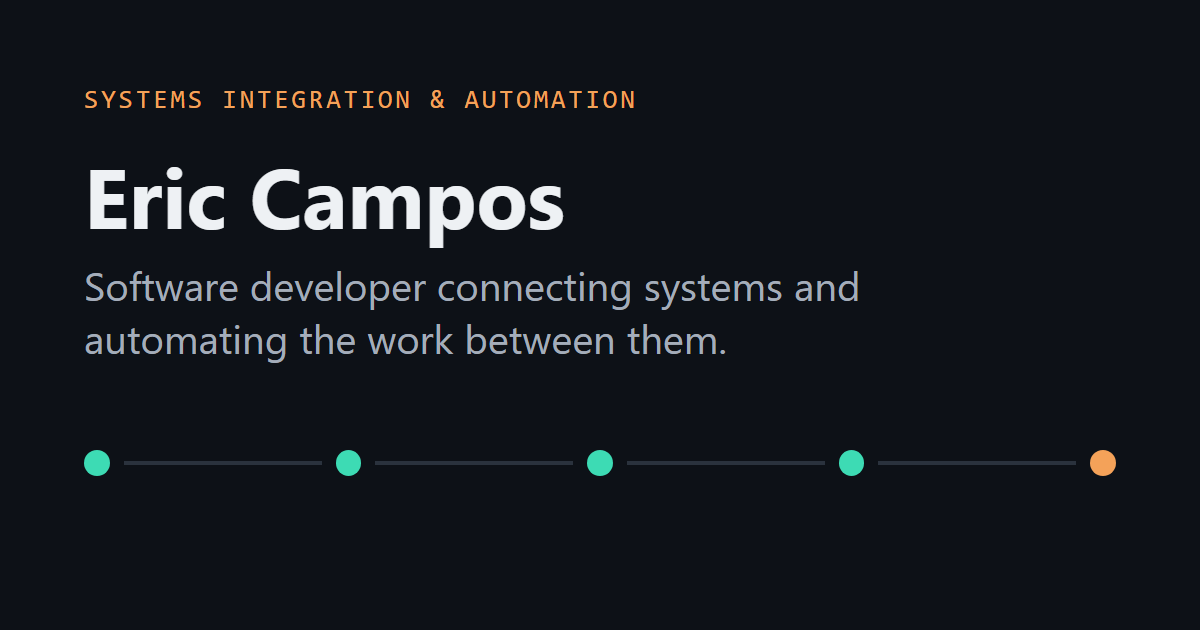 SYSTEMS INTEGRATION & AUTOMATION
Eric Campos
Software developer connecting systems and
automating the work between them.